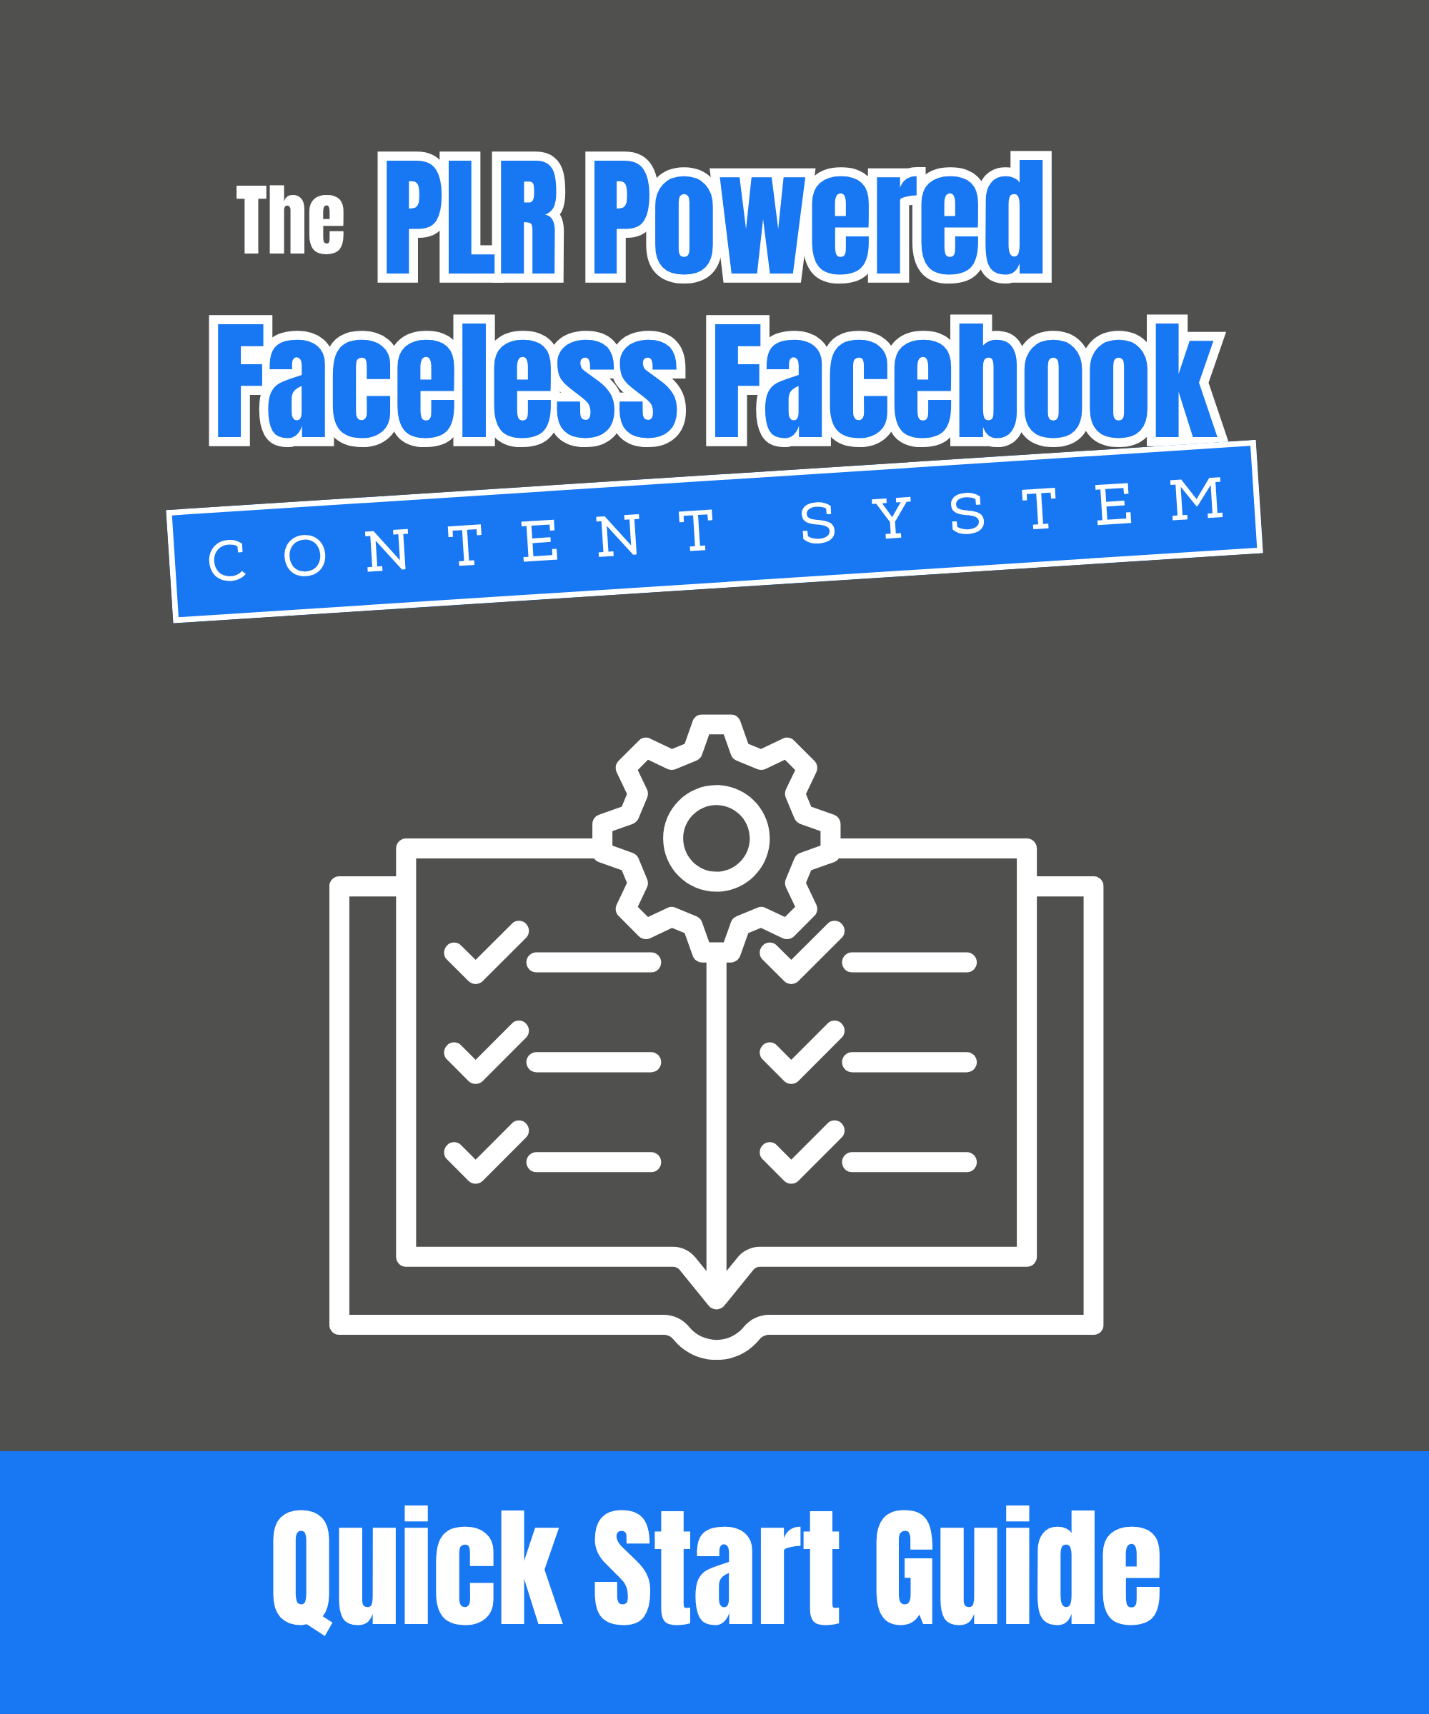 The PLR Powered
Faceless Facebook
CONTENT SYSTEM
Quick Start Guide